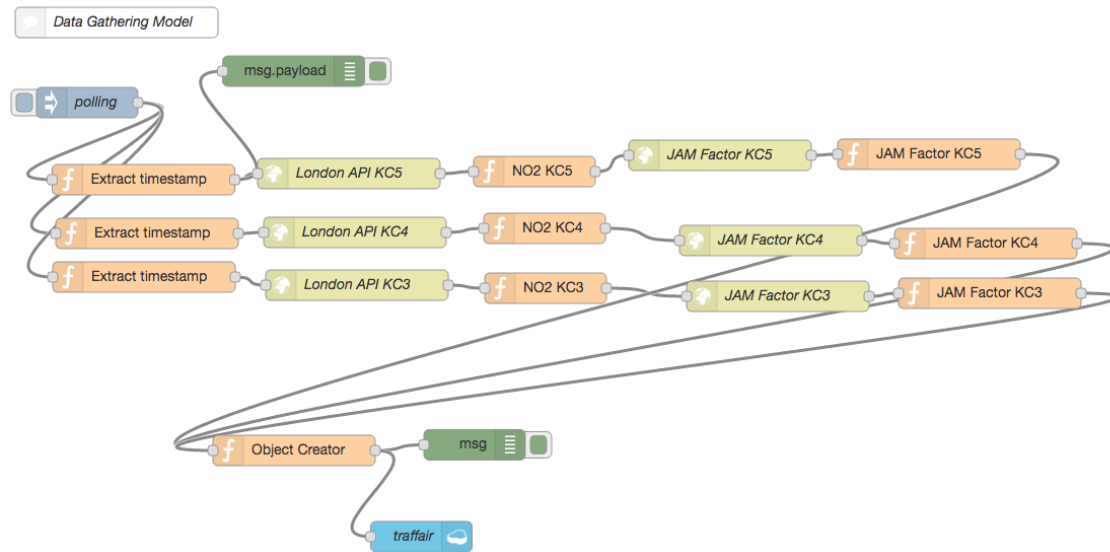 Data Gathering Model
msg.payload
polling
Extract timestamp
London API KC5
NO2 KC5
JAM Factor KC5
JAM Factor KC5
Extract timestamp
London API KC4
NO2 KC4
JAM Factor KC4
JAM Factor KC4
Extract timestamp
London API KC3
NO2 KC3
JAM Factor KC3
JAM Factor KC3
Object Creator
msg
traffair